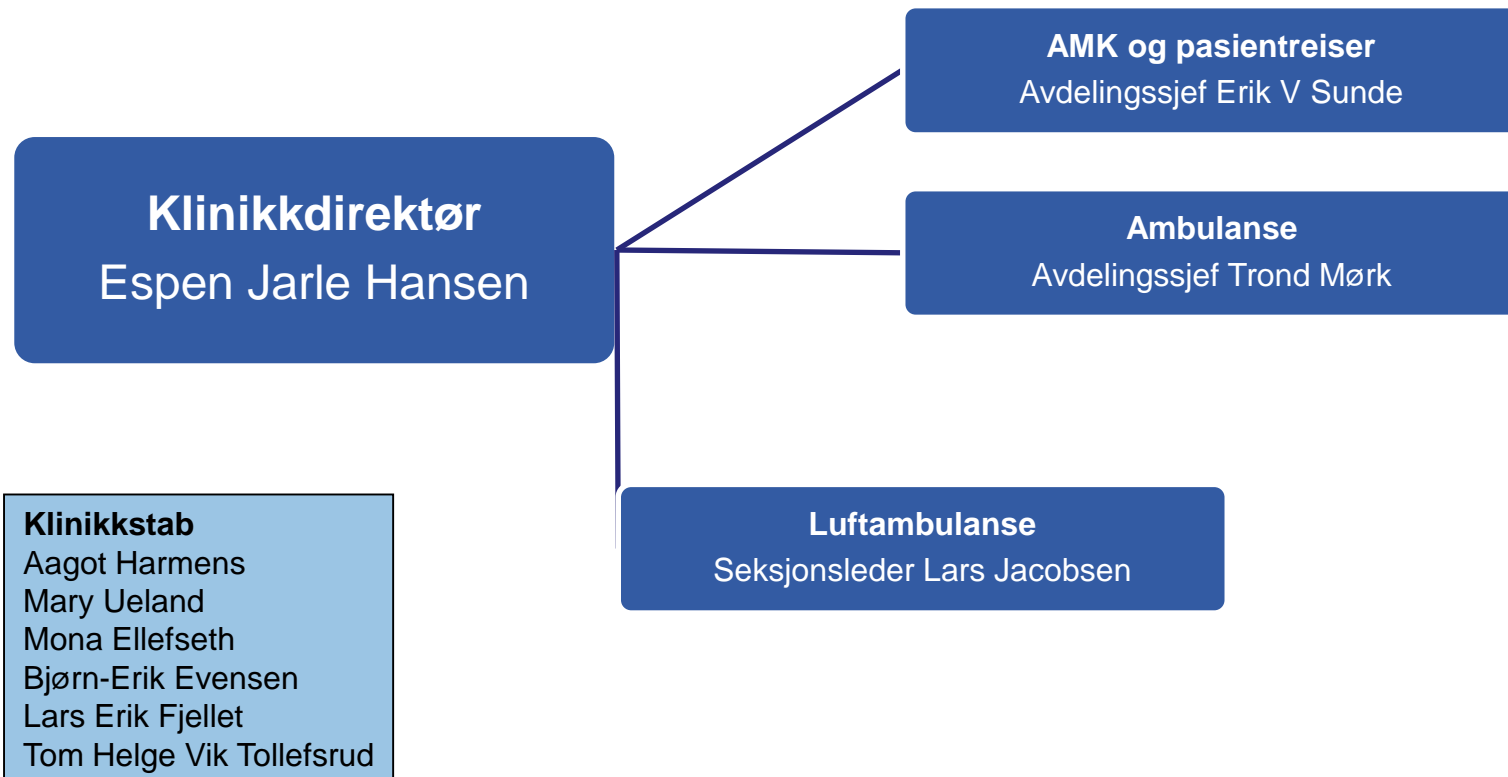 AMK og pasientreiser
Avdelingssjef Erik V Sunde
Klinikkdirektør
Espen Jarle Hansen
Ambulanse
Avdelingssjef Trond Mørk
Luftambulanse
Seksjonsleder Lars Jacobsen
Klinikkstab
Aagot Harmens
Mary Ueland
Mona Ellefseth
Bjørn-Erik Evensen
Lars Erik Fjellet
Tom Helge Vik Tollefsrud